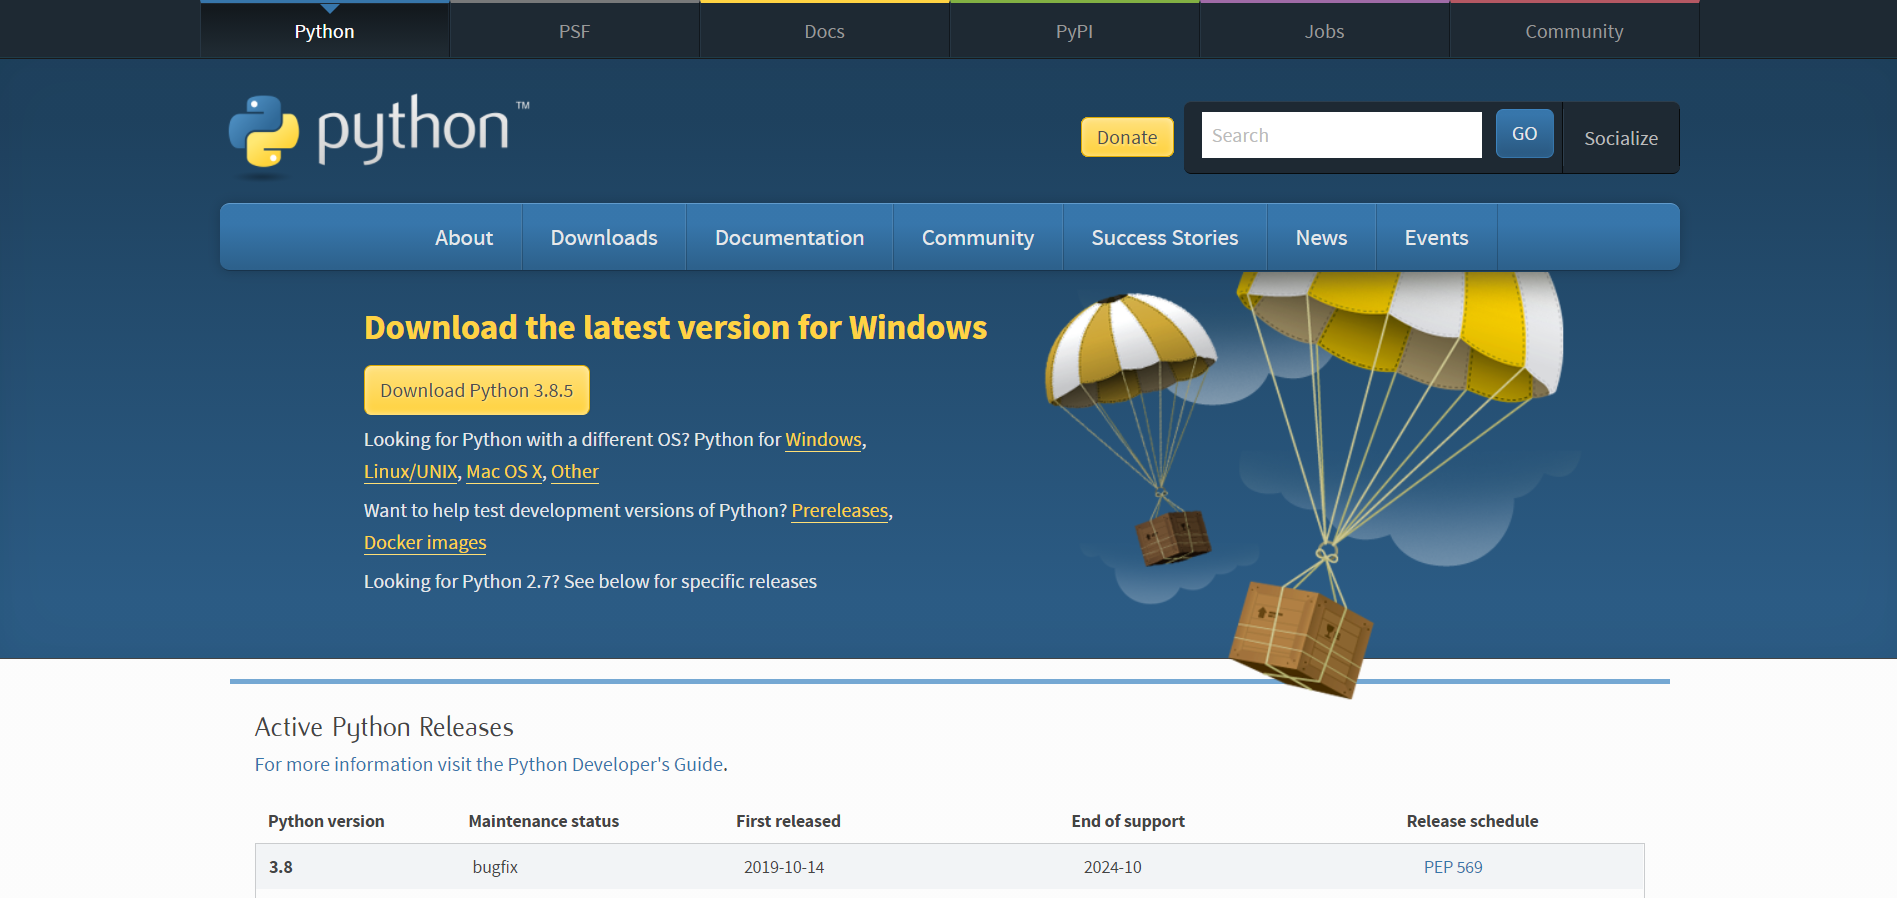 Python PSF Docs PyPI Jobs Community
python™
Donate Search GO Socialize
About Downloads Documentation Community Success Stories News Events
Download the latest version for Windows
Download Python 3.8.5
Looking for Python with a different OS? Python for Windows,
Linux/UNIX, Mac OS X, Other
Want to help test development versions of Python? Prereleases,
Docker images
Looking for Python 2.7? See below for specific releases
Active Python Releases
For more information visit the Python Developer's Guide.
Python version Maintenance status First released End of support Release schedule
3.8 bugfix 2019-10-14 2024-10 PEP 569